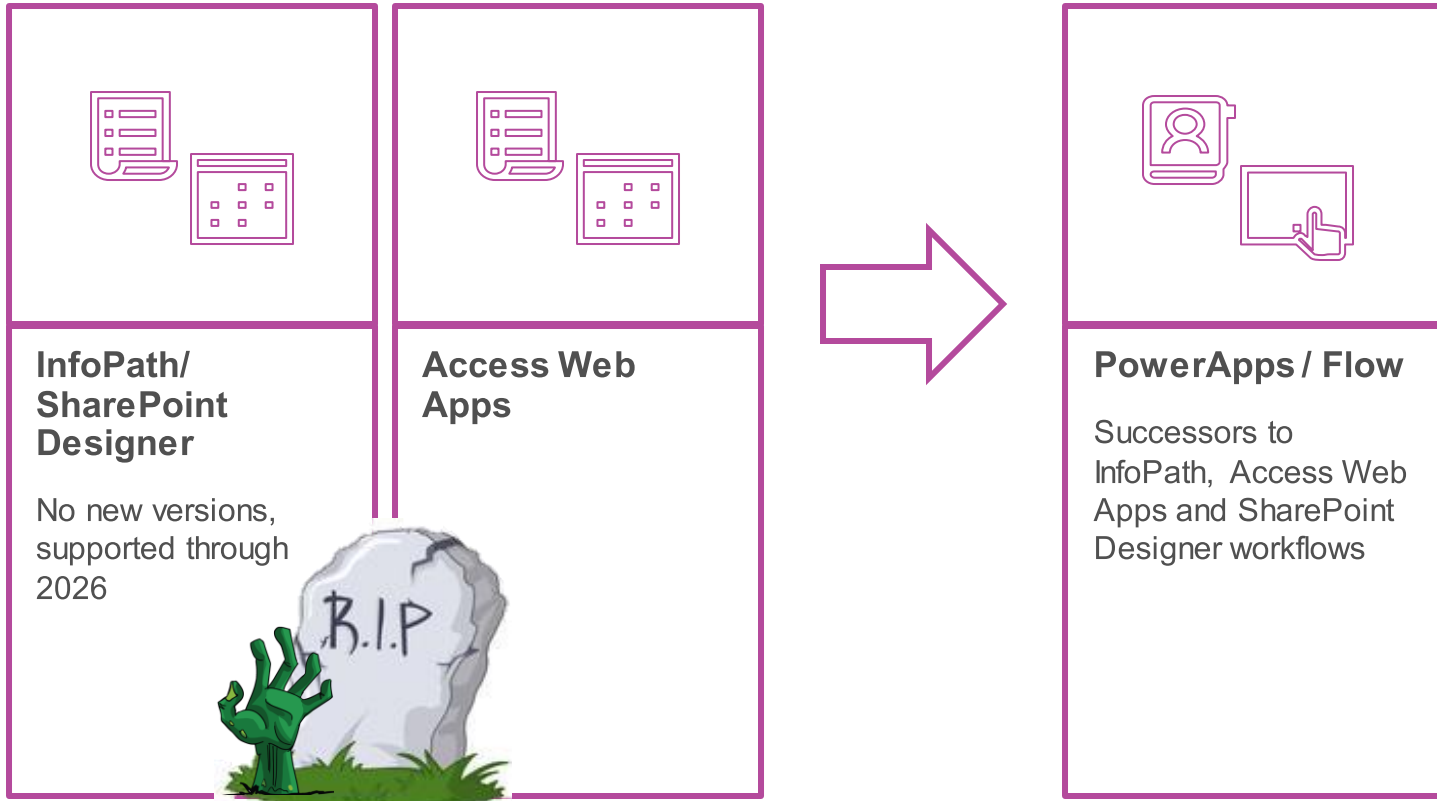 InfoPath/
SharePoint
Designer
No new versions,
supported through
2026
Access Web
Apps
R.I.P
PowerApps / Flow
Successors to
InfoPath, Access Web
Apps and SharePoint
Designer workflows